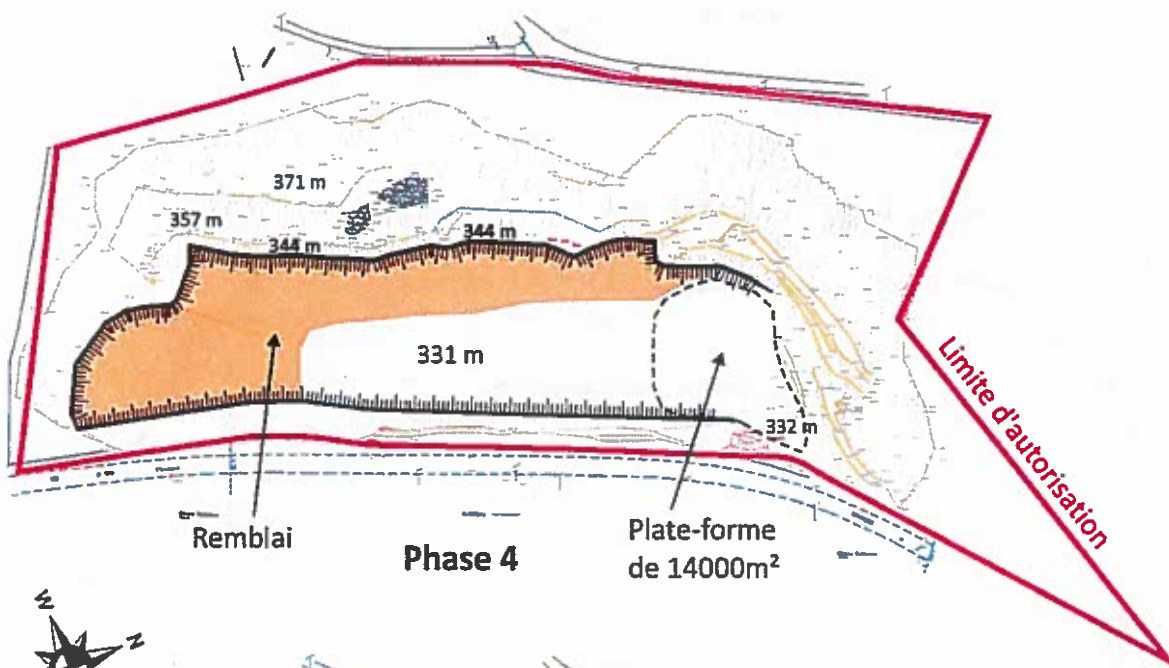 371 m
357 m
344 m
344 m
331 m
332 m
Limite d'autorisation
Remblai
Phase 4
Plate-forme
de 14000m²
N